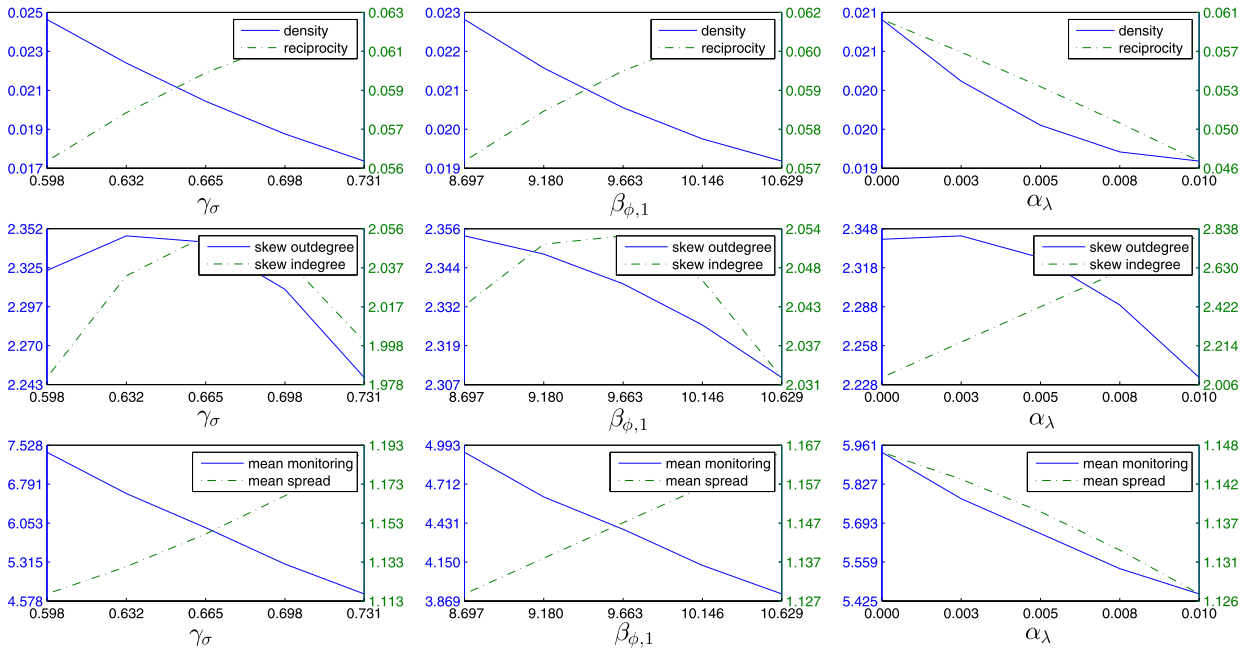 0.025 0.023 0.021 0.019 0.017
density
reciprocity
0.063 0.061 0.059 0.057 0.056
0.598 0.632 0.665 0.698 0.731
γσ
0.023 0.022 0.021 0.020 0.019
density
reciprocity
0.062 0.060 0.059 0.058 0.057
8.697 9.180 9.663 10.146 10.629
βϕ,1
0.021 0.021 0.020 0.020 0.019
density
reciprocity
0.061 0.057 0.053 0.050 0.046
0.000 0.003 0.005 0.008 0.010
αλ
2.352 2.325 2.297 2.270 2.243
skew outdegree
skew indegree
2.056 2.037 2.017 1.998 1.978
0.598 0.632 0.665 0.698 0.731
γσ
2.356 2.344 2.332 2.319 2.307
skew outdegree
skew indegree
2.054 2.048 2.043 2.037 2.031
8.697 9.180 9.663 10.146 10.629
βϕ,1
2.348 2.318 2.288 2.258 2.228
skew outdegree
skew indegree
2.838 2.630 2.422 2.214 2.006
0.000 0.003 0.005 0.008 0.010
αλ
7.528 6.791 6.053 5.315 4.578
mean monitoring
mean spread
1.193 1.173 1.153 1.133 1.113
0.598 0.632 0.665 0.698 0.731
γσ
4.993 4.712 4.431 4.150 3.869
mean monitoring
mean spread
1.167 1.157 1.147 1.137 1.127
8.697 9.180 9.663 10.146 10.629
βϕ,1
5.961 5.827 5.693 5.559 5.425
mean monitoring
mean spread
1.148 1.142 1.137 1.131 1.126
0.000 0.003 0.005 0.008 0.010
αλ